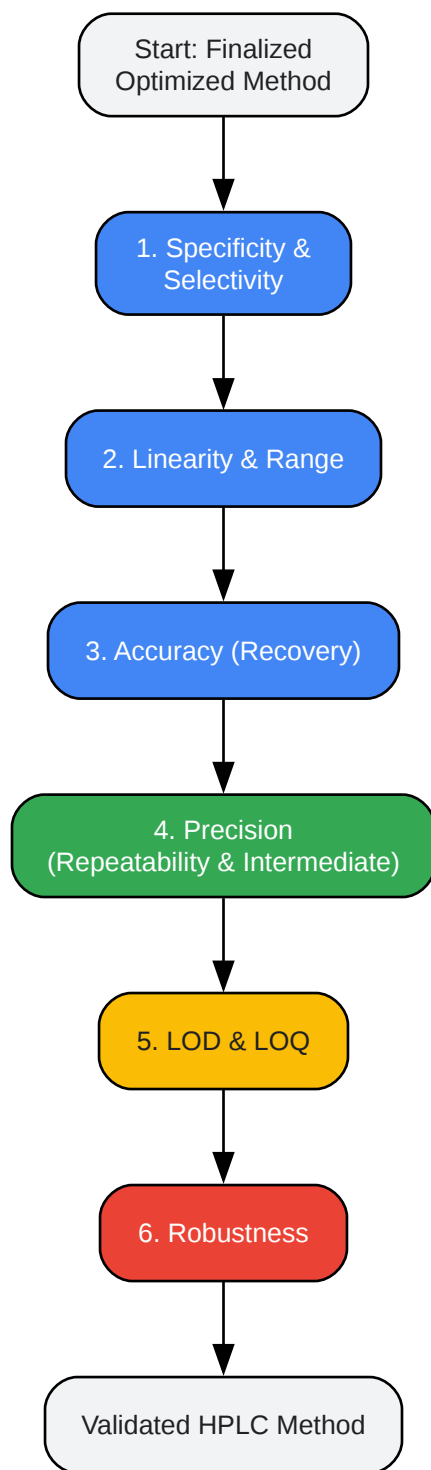 Start: Finalized
Optimized Method
1. Specificity &
Selectivity
2. Linearity & Range
3. Accuracy (Recovery)
4. Precision
(Repeatability & Intermediate)
5. LOD & LOQ
6. Robustness
Validated HPLC Method